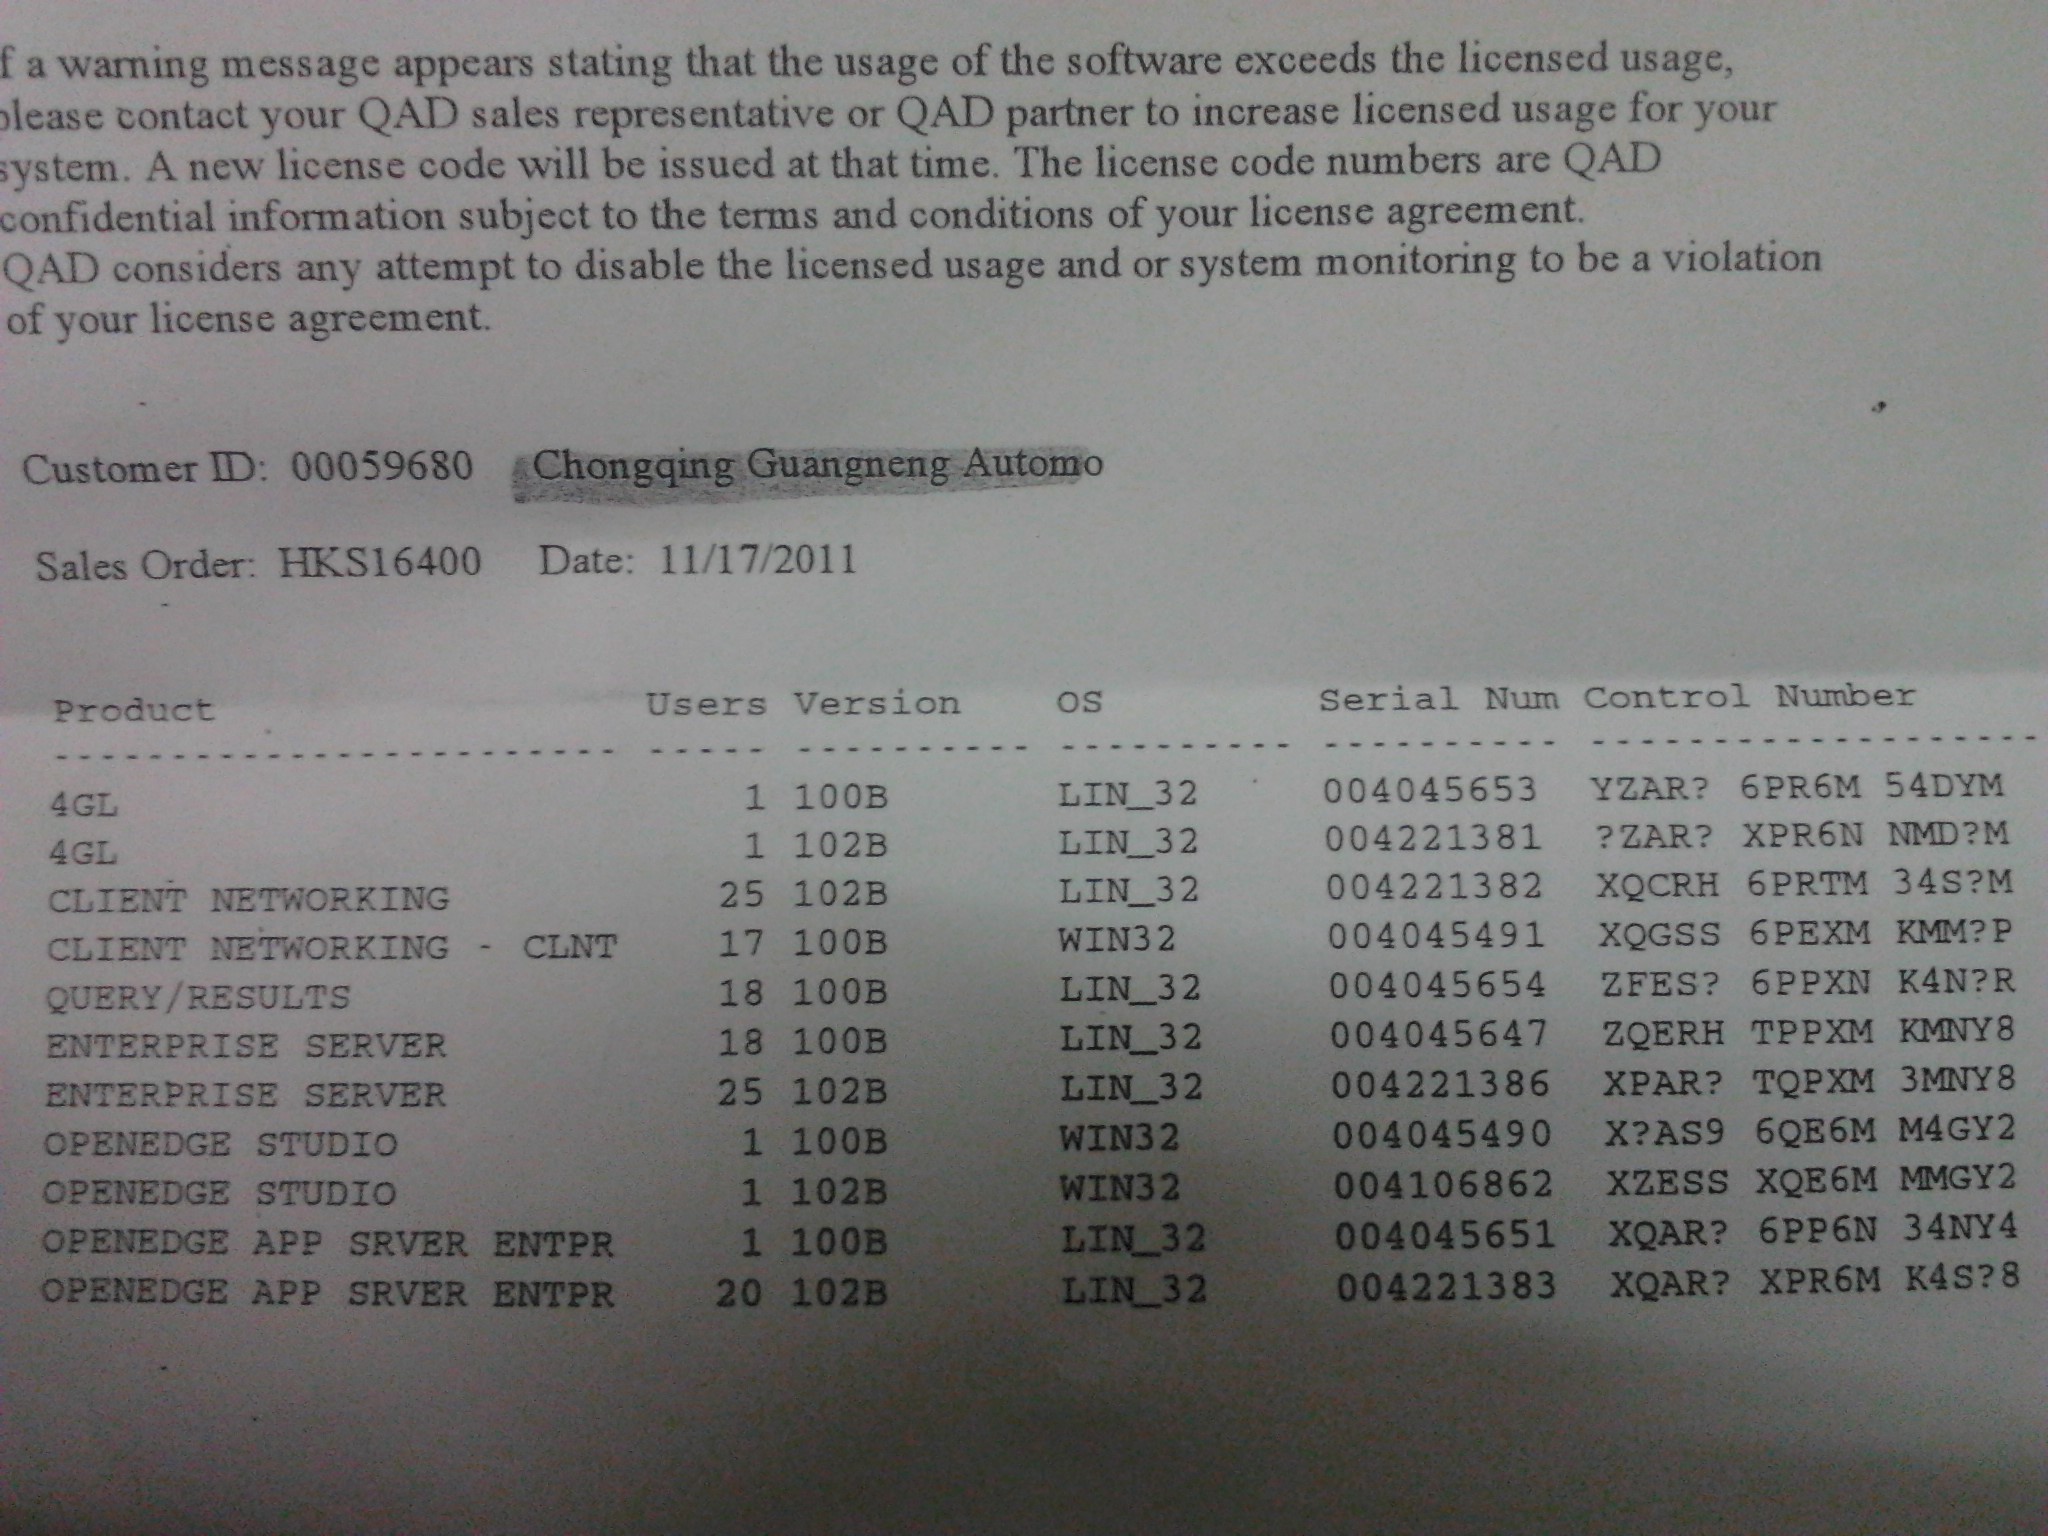 f a warning message appears stating that the usage of the software exceeds the licensed usage,
please contact your QAD sales representative or QAD partner to increase licensed usage for your
system. A new license code will be issued at that time. The license code numbers are QAD
confidential information subject to the terms and conditions of your license agreement.
QAD considers any attempt to disable the licensed usage and or system monitoring to be a violation
of your license agreement.
Customer ID: 00059680 Chongqing Guangneng Automo
Sales Order: HKS16400 Date: 11/17/2011
Product Users Version OS Serial Num Control Number
------------------------ ----- ---------- ---------- ---------- -------------------
4GL 1 100B LIN_32 004045653 YZAR? 6PR6M 54DYM
4GL 1 102B LIN_32 004221381 ?ZAR? XPR6N NMD?M
CLIENT NETWORKING 25 102B LIN_32 004221382 XQCRH 6PRTM 34S?M
CLIENT NETWORKING - CLNT 17 100B WIN32 004045491 XQGSS 6PEXM KMM?P
QUERY/RESULTS 18 100B LIN_32 004045654 ZFES? 6PPXN K4N?R
ENTERPRISE SERVER 18 100B LIN_32 004045647 ZQERH TPPXM KMNY8
ENTERPRISE SERVER 25 102B LIN_32 004221386 XPAR? TQPXM 3MNY8
OPENEDGE STUDIO 1 100B WIN32 004045490 X?AS9 6QE6M M4GY2
OPENEDGE STUDIO 1 102B WIN32 004106862 XZESS XQE6M MMGY2
OPENEDGE APP SRVER ENTPR 1 100B LIN_32 004045651 XQAR? 6PP6N 34NY4
OPENEDGE APP SRVER ENTPR 20 102B LIN_32 004221383 XQAR? XPR6M K4S?8